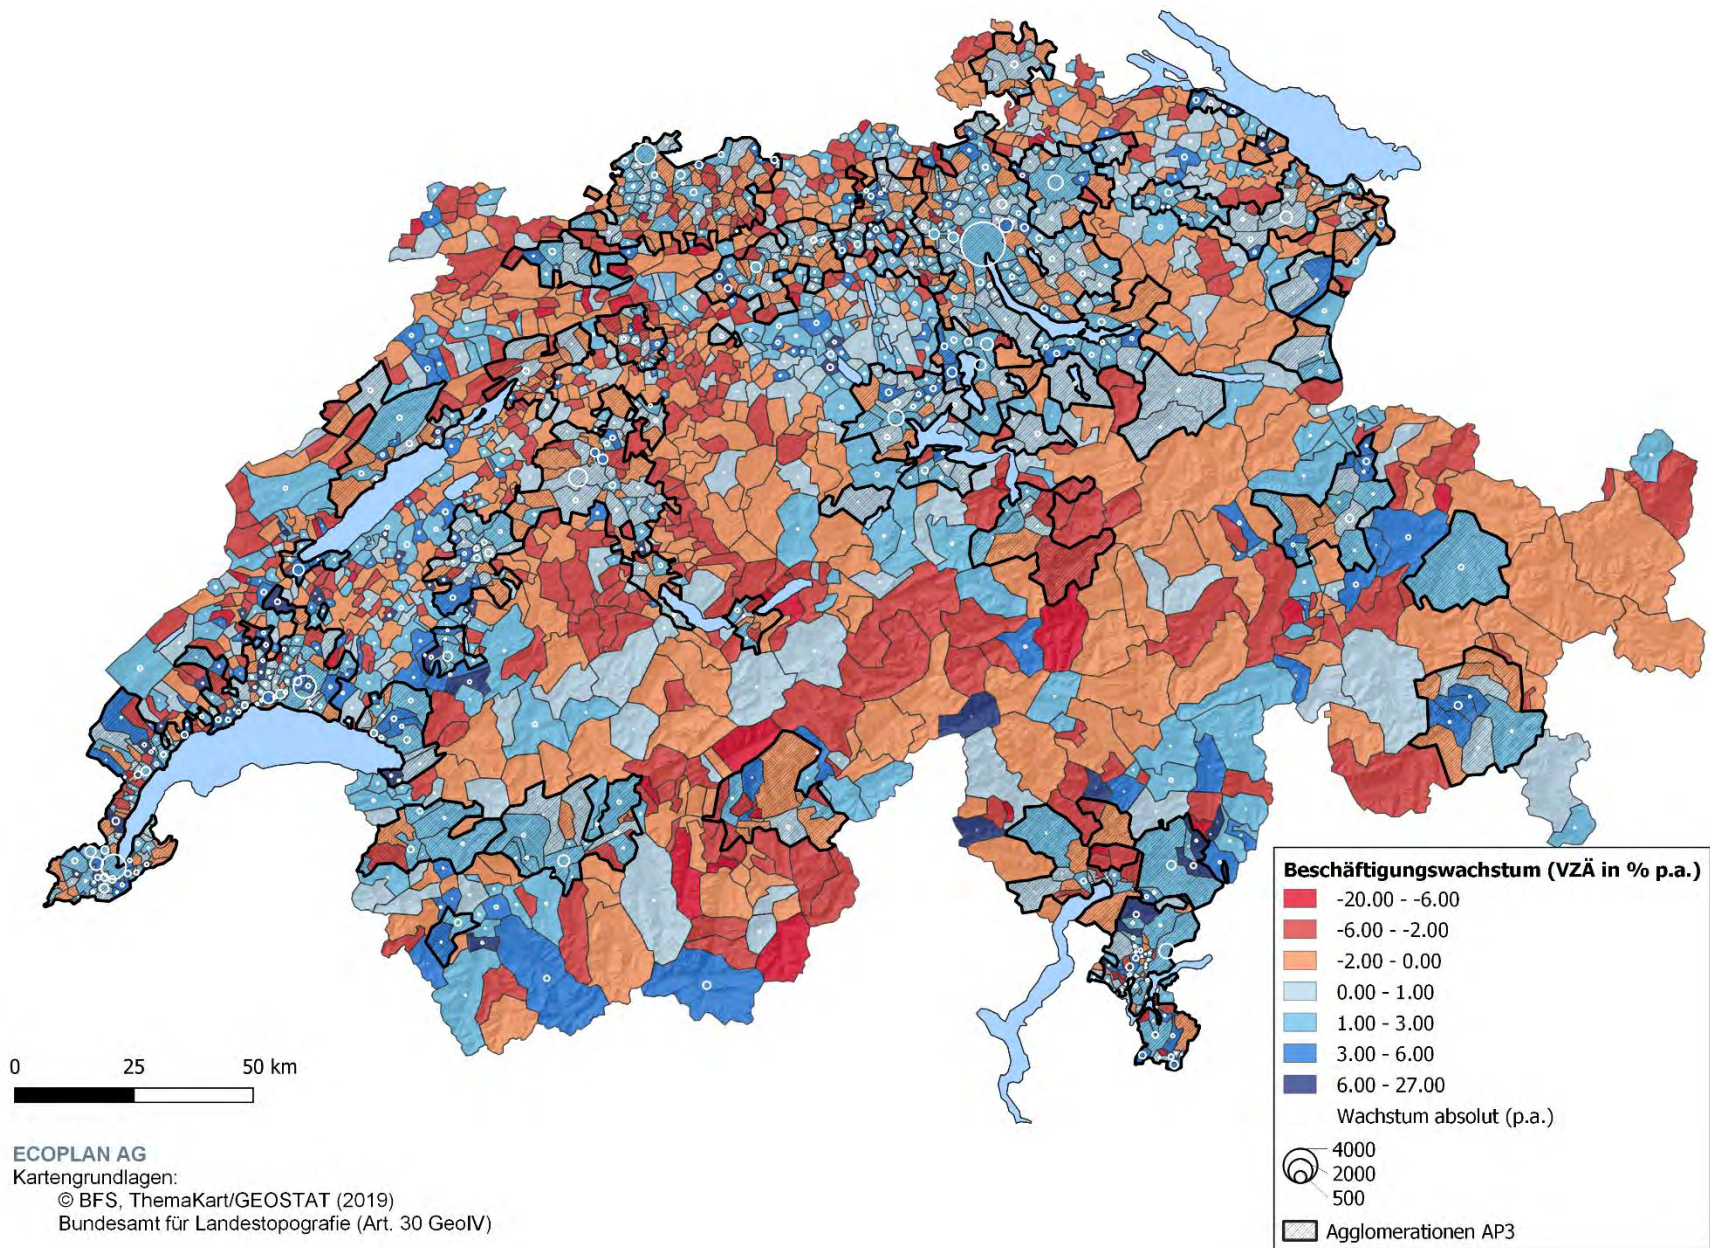 Beschäftigungswachstum (VZÄ in % p.a.)
-20.00 - -6.00
-6.00 - -2.00
-2.00 - 0.00
0.00 - 1.00
1.00 - 3.00
3.00 - 6.00
6.00 - 27.00
Wachstum absolut (p.a.)
4000
2000
500
Agglomerationen AP3
0 25 50 km
ECOPLAN AG
Kartengrundlagen:
© BFS, ThemaKart/GEOSTAT (2019)
Bundesamt für Landestopografie (Art. 30 GeoIV)